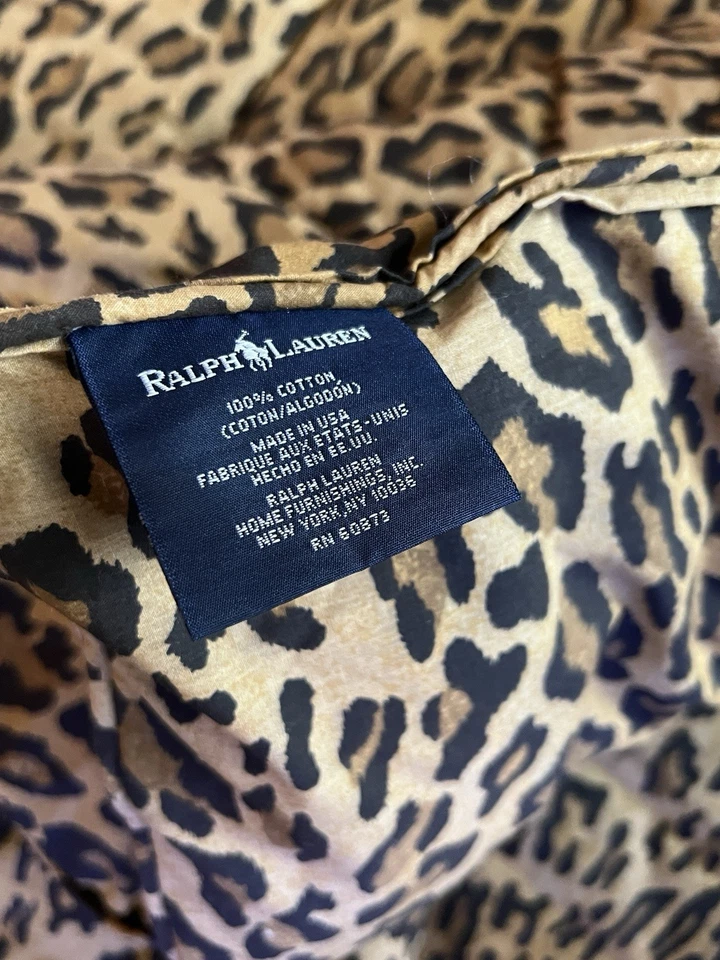 RALPH LAUREN
100% COTTON
(COTON/ALGODÓN)
MADE IN USA
FABRIQUE AUX ETATS-UNIS
HECHO EN EE.UU.
RALPH LAUREN
HOME FURNISHINGS, INC.
NEW YORK, NY 10036
RN 60873